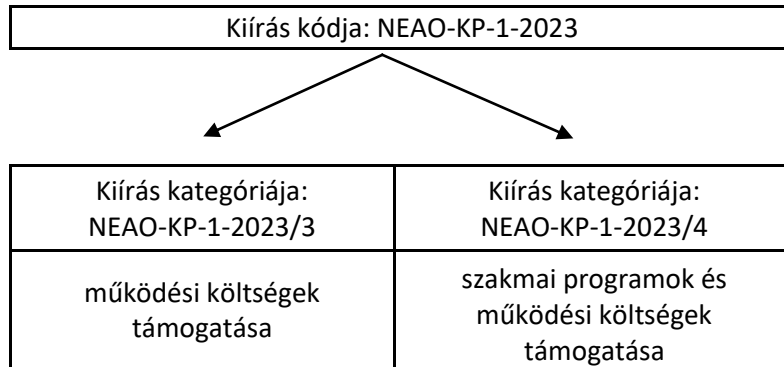 Kiírás kódja: NEAO-KP-1-2023
Kiírás kategóriája:
NEAO-KP-1-2023/3
Kiírás kategóriája:
NEAO-KP-1-2023/4
működési költségek
támogatása
szakmai programok és
működési költségek
támogatása